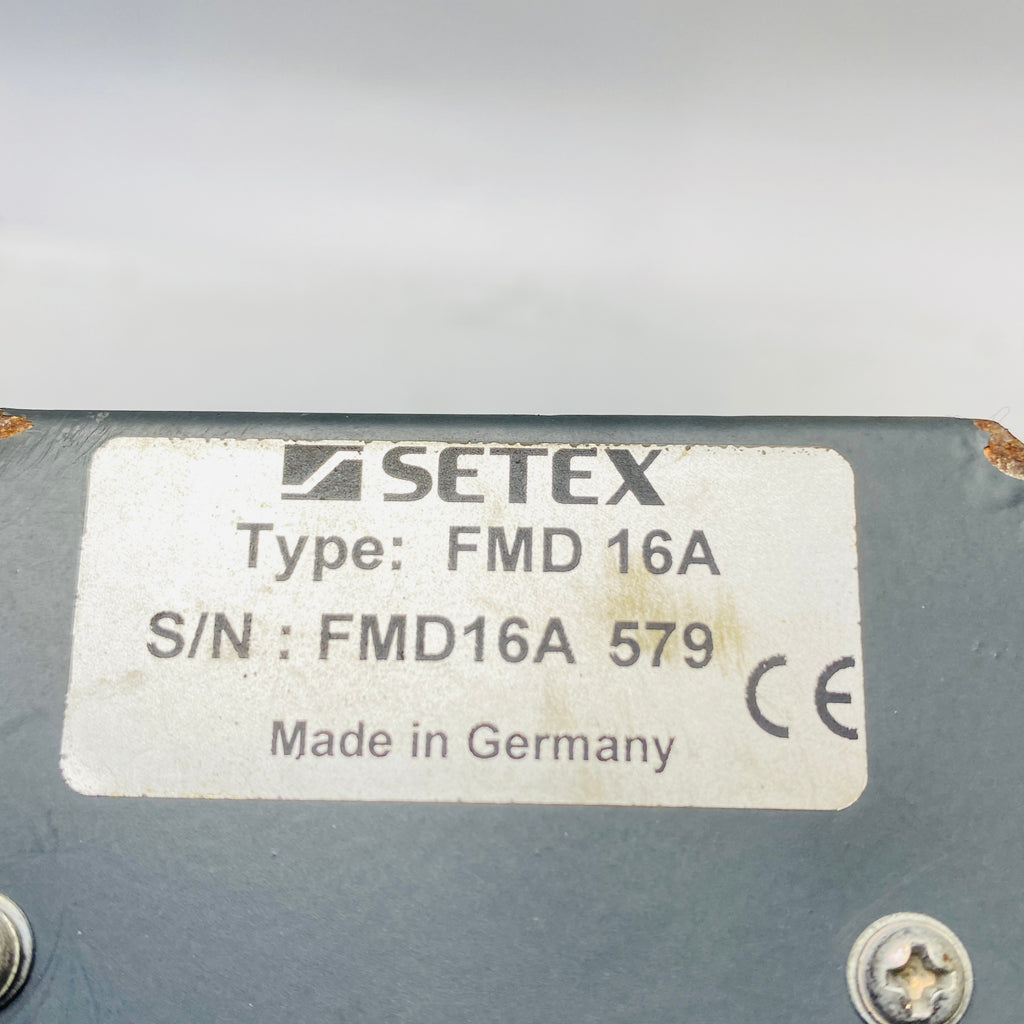 SETEX
Type: FMD 16A
S/N : FMD16A 579
CE
Made in Germany